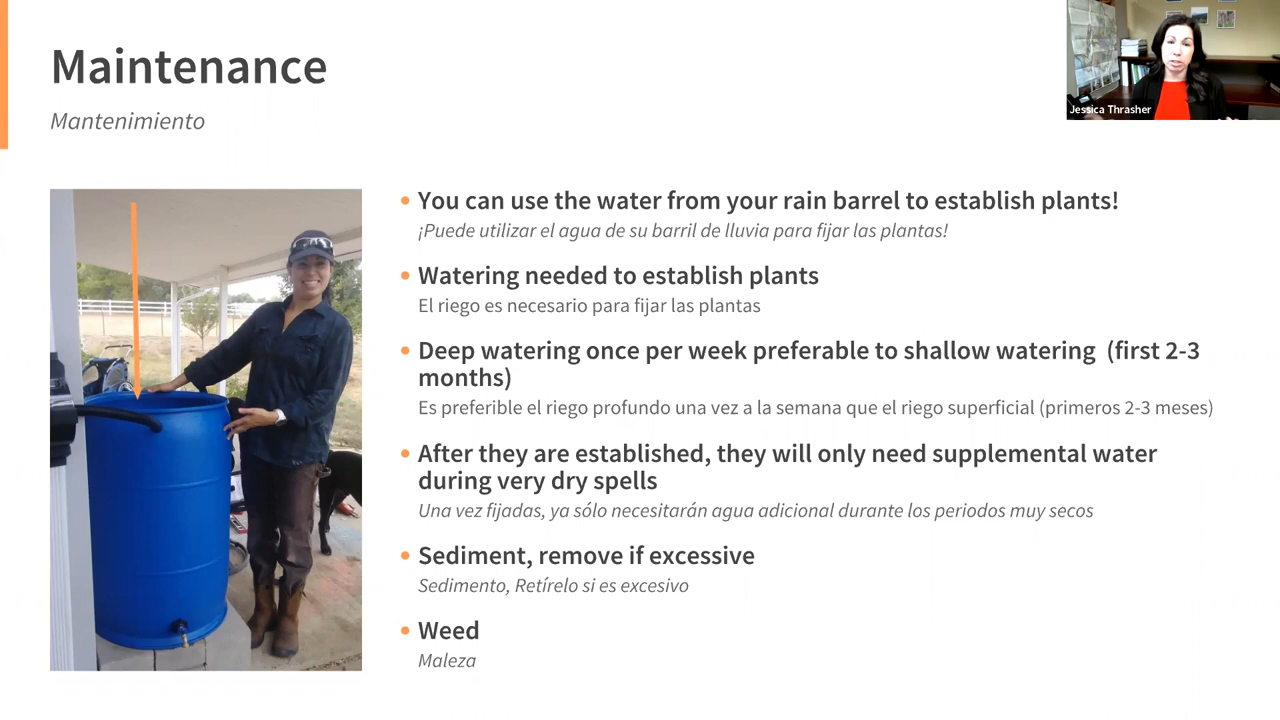 Maintenance
Mantenimiento
Jessica Thrasher
You can use the water from your rain barrel to establish plants!
¡Puede utilizar el agua de su barril de lluvia para fijar las plantas!
Watering needed to establish plants
El riego es necesario para fijar las plantas
Deep watering once per week preferable to shallow watering (first 2-3
months)
Es preferible el riego profundo una vez a la semana que el riego superficial (primeros 2-3 meses)
After they are established, they will only need supplemental water
during very dry spells
Una vez fijadas, ya sólo necesitarán agua adicional durante los periodos muy secos
Sediment, remove if excessive
Sedimento, Retírelo si es excesivo
Weed
Maleza